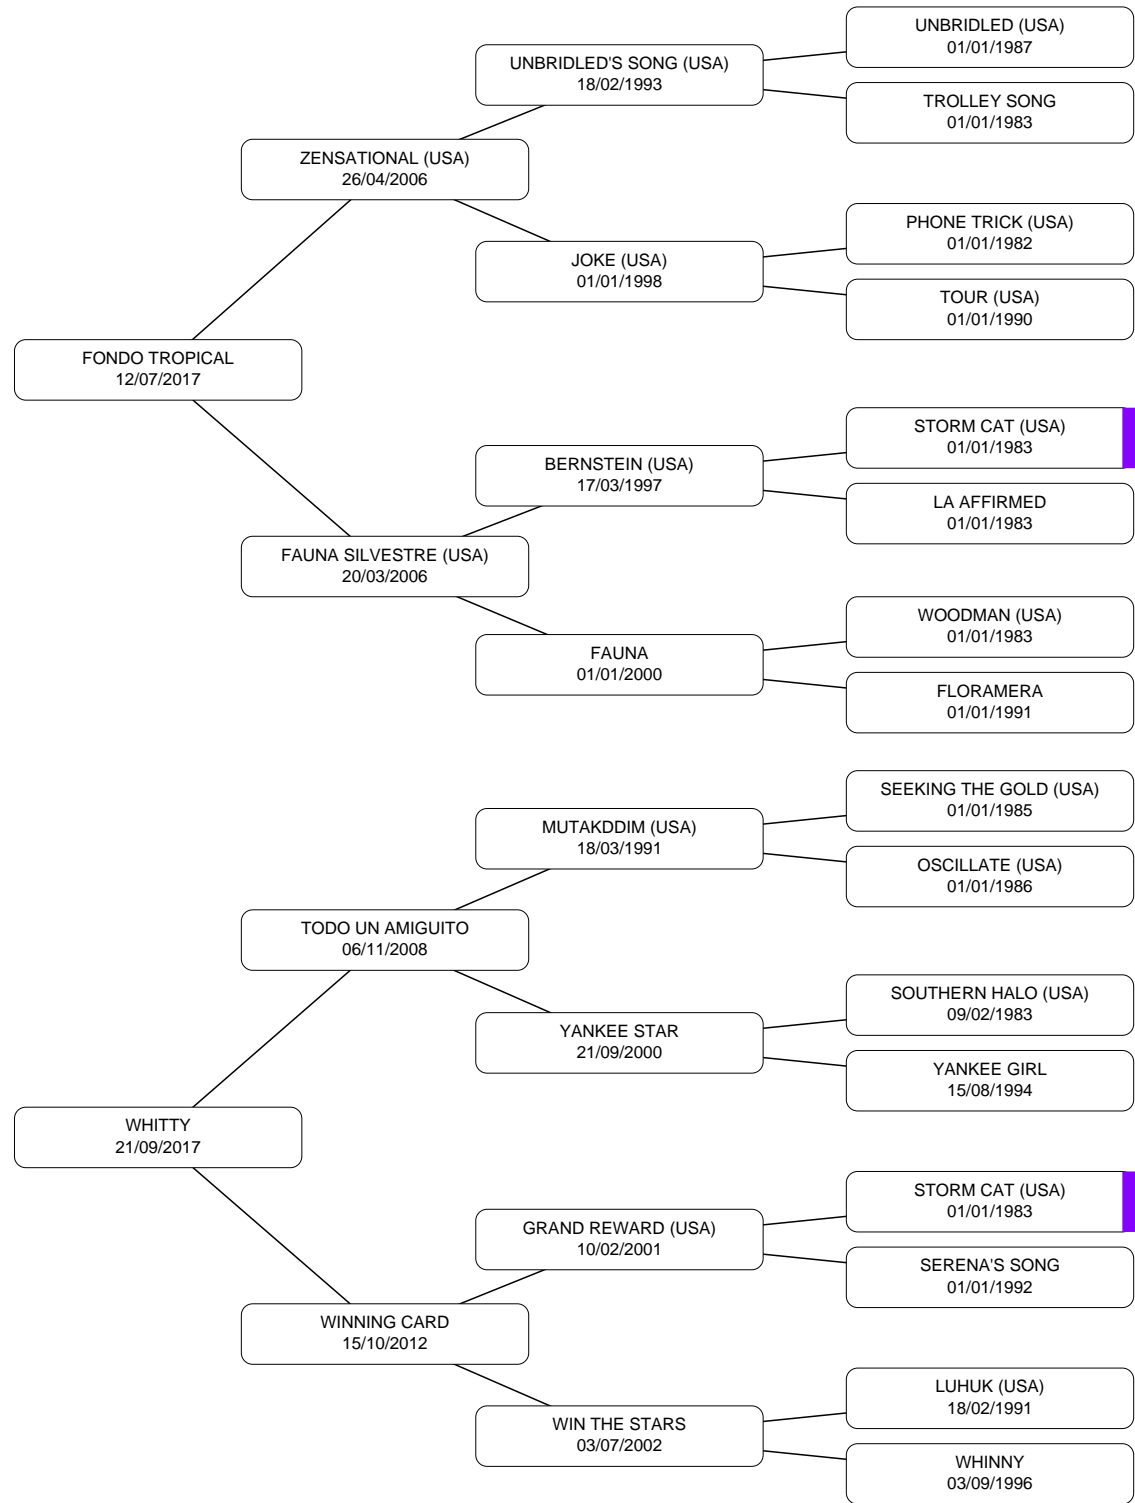 UNBRIDLED (USA)
01/01/1987
UNBRIDLED'S SONG (USA)
18/02/1993
TROLLEY SONG
01/01/1983
ZENSATIONAL (USA)
26/04/2006
PHONE TRICK (USA)
01/01/1982
JOKE (USA)
01/01/1998
TOUR (USA)
01/01/1990
FONDO TROPICAL
12/07/2017
STORM CAT (USA)
01/01/1983
BERNSTEIN (USA)
17/03/1997
LA AFFIRMED
01/01/1983
FAUNA SILVESTRE (USA)
20/03/2006
WOODMAN (USA)
01/01/1983
FAUNA
01/01/2000
FLORAMERA
01/01/1991
SEEKING THE GOLD (USA)
01/01/1985
MUTAKDDIM (USA)
18/03/1991
OSCILLATE (USA)
01/01/1986
TODO UN AMIGUITO
06/11/2008
SOUTHERN HALO (USA)
09/02/1983
YANKEE STAR
21/09/2000
YANKEE GIRL
15/08/1994
WHITTY
21/09/2017
STORM CAT (USA)
01/01/1983
GRAND REWARD (USA)
10/02/2001
SERENA'S SONG
01/01/1992
WINNING CARD
15/10/2012
LUHUK (USA)
18/02/1991
WIN THE STARS
03/07/2002
WHINNY
03/09/1996